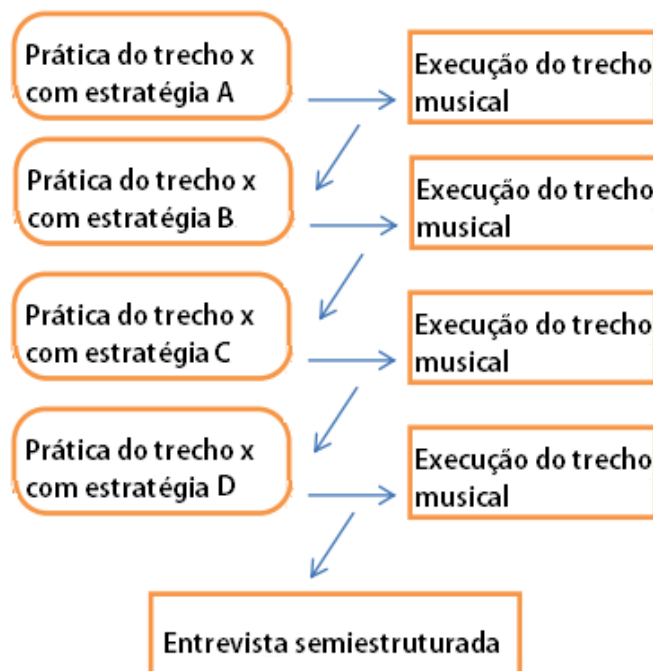 Prática do trecho x
com estratégia A
Execução do trecho
musical
Prática do trecho x
com estratégia B
Execução do trecho
musical
Prática do trecho x
com estratégia C
Execução do trecho
musical
Prática do trecho x
com estratégia D
Execução do trecho
musical
Entrevista semiestruturada